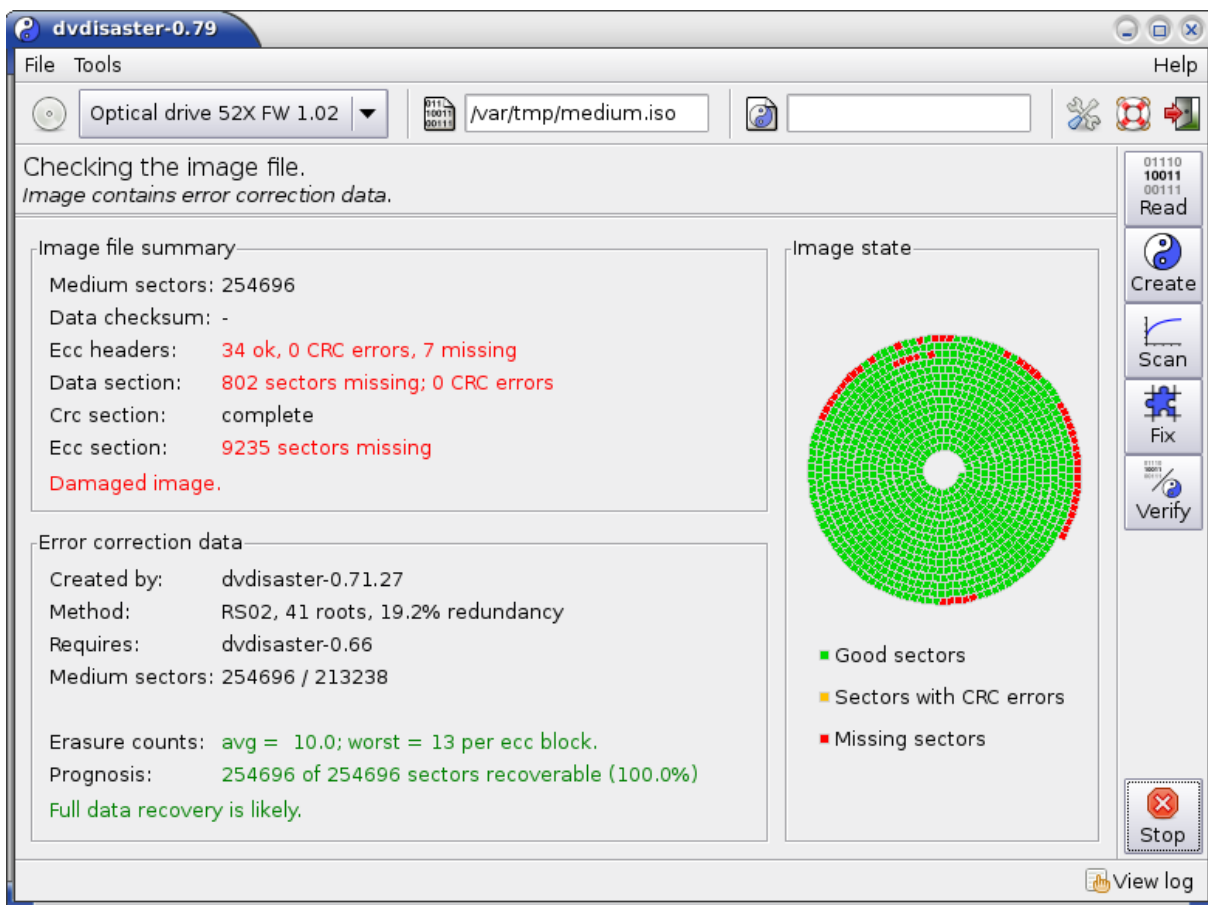 dvdisaster-0.79
File Tools Help
Optical drive 52X FW 1.02 /var/tmp/medium.iso
Checking the image file.
Image contains error correction data.
Image file summary
Medium sectors: 254696
Data checksum: -
Ecc headers: 34 ok, 0 CRC errors, 7 missing
Data section: 802 sectors missing; 0 CRC errors
Crc section: complete
Ecc section: 9235 sectors missing
Damaged image.
Error correction data
Created by: dvdisaster-0.71.27
Method: RS02, 41 roots, 19.2% redundancy
Requires: dvdisaster-0.66
Medium sectors: 254696 / 213238
Erasure counts: avg = 10.0; worst = 13 per ecc block.
Prognosis: 254696 of 254696 sectors recoverable (100.0%)
Full data recovery is likely.
Image state
Good sectors
Sectors with CRC errors
Missing sectors
01110
10011
00111
Read
Create
Scan
Fix
Verify
Stop
View log